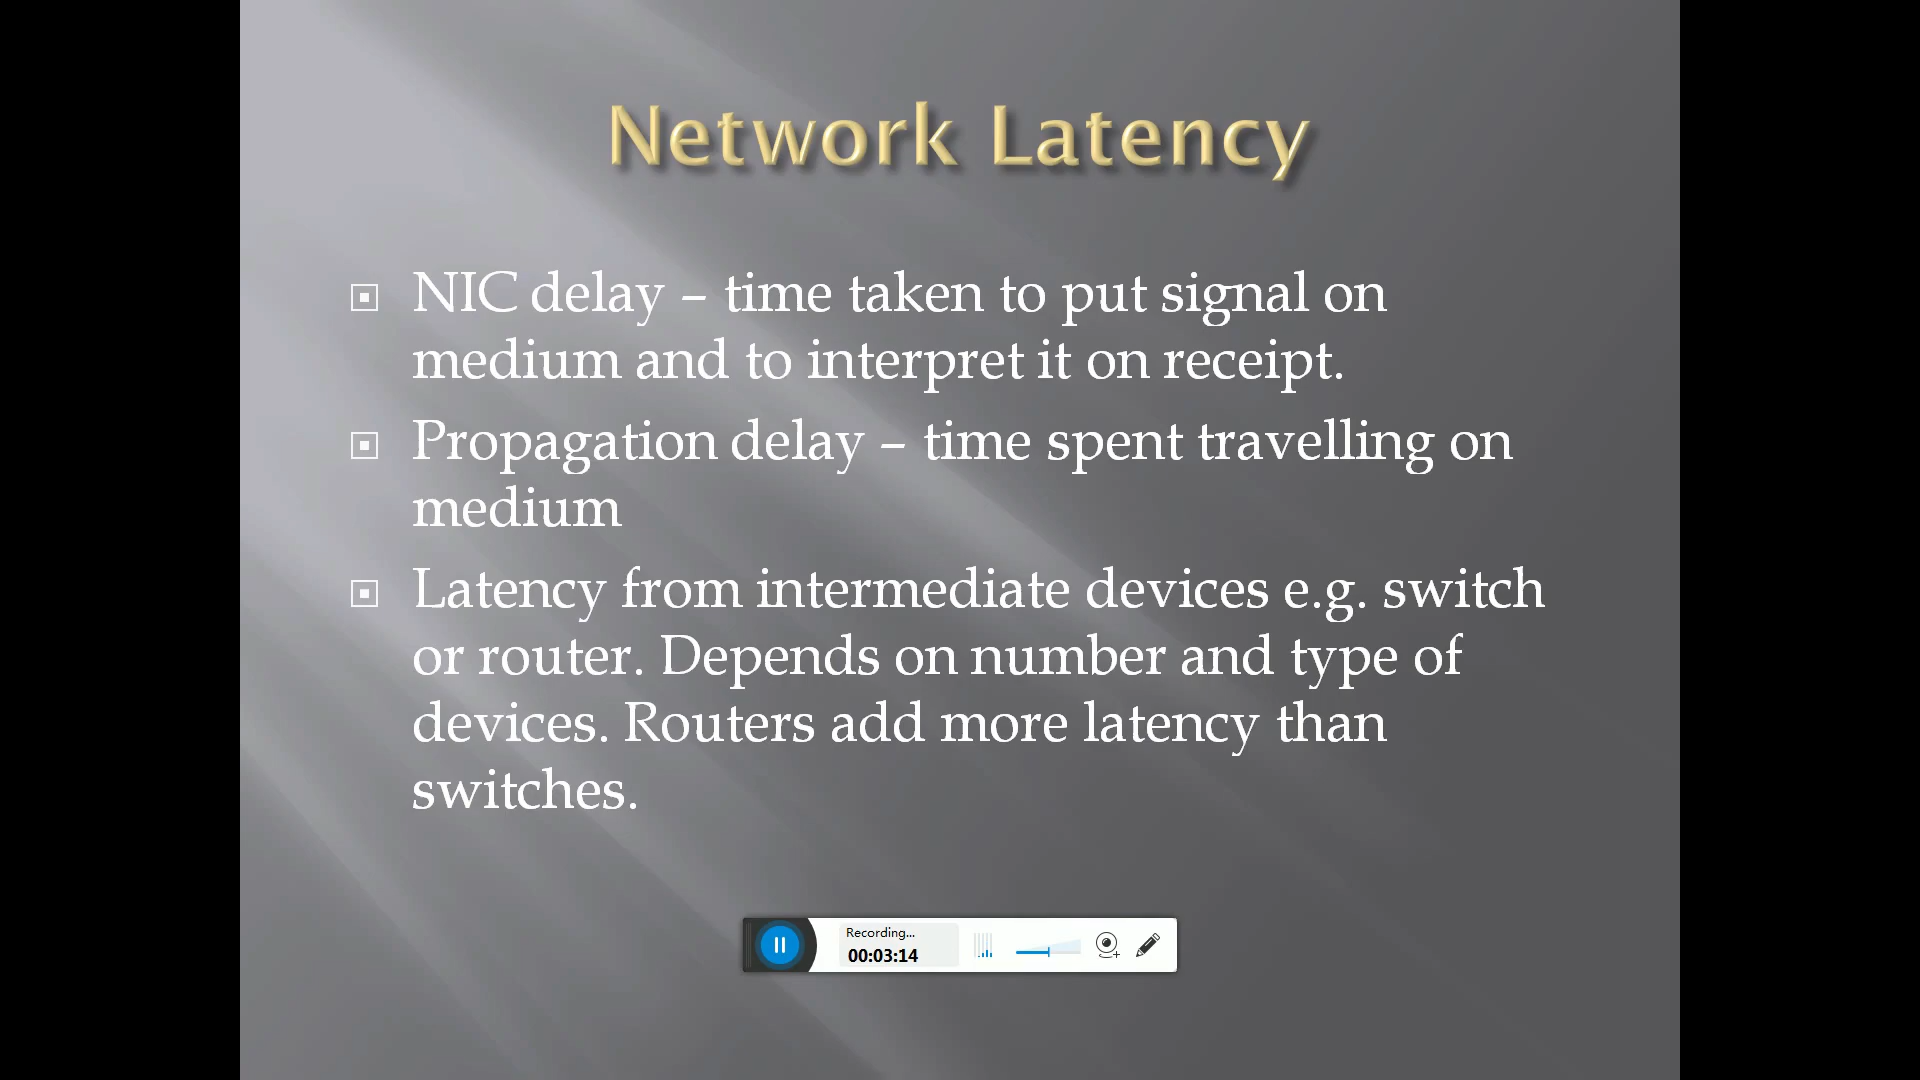 Network Latency
NIC delay – time taken to put signal on
medium and to interpret it on receipt.
Propagation delay – time spent travelling on
medium
Latency from intermediate devices e.g. switch
or router. Depends on number and type of
devices. Routers add more latency than
switches.
Recording...
00:03:14